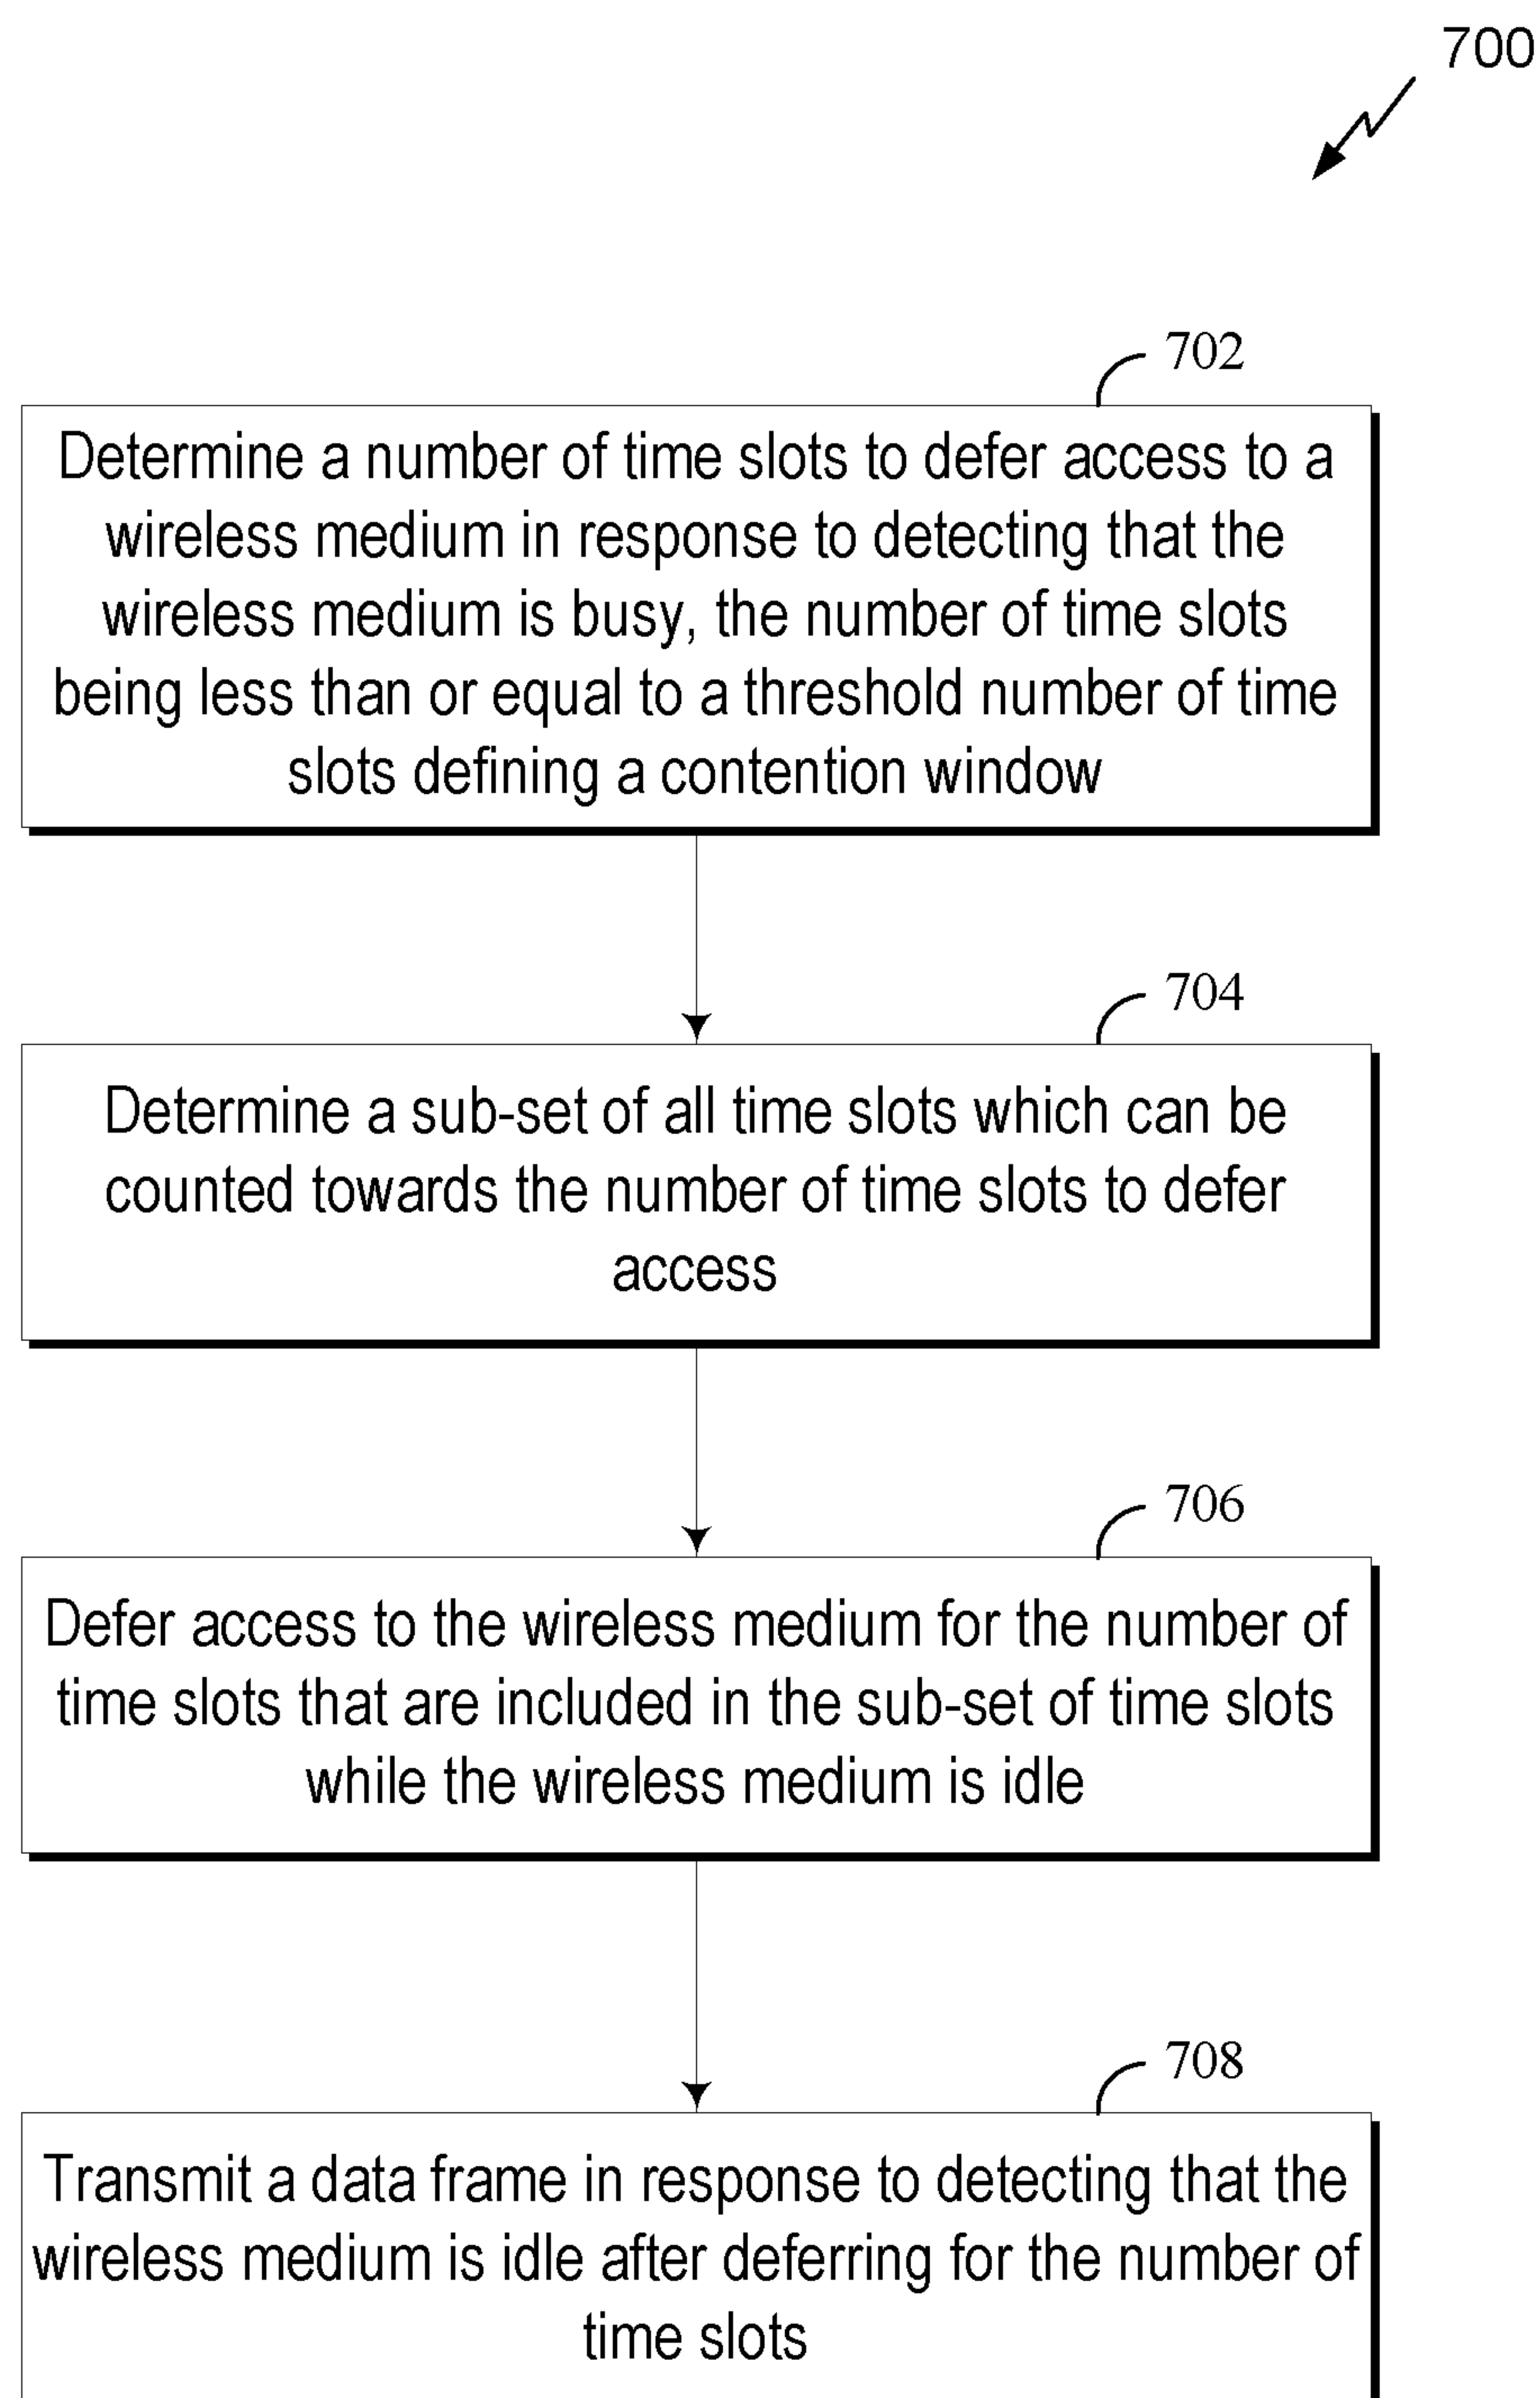 700
702
Determine a number of time slots to defer access to a
wireless medium in response to detecting that the
wireless medium is busy, the number of time slots
being less than or equal to a threshold number of time
slots defining a contention window
704
Determine a sub-set of all time slots which can be
counted towards the number of time slots to defer
access
706
Defer access to the wireless medium for the number of
time slots that are included in the sub-set of time slots
while the wireless medium is idle
708
Transmit a data frame in response to detecting that the
wireless medium is idle after deferring for the number of
time slots